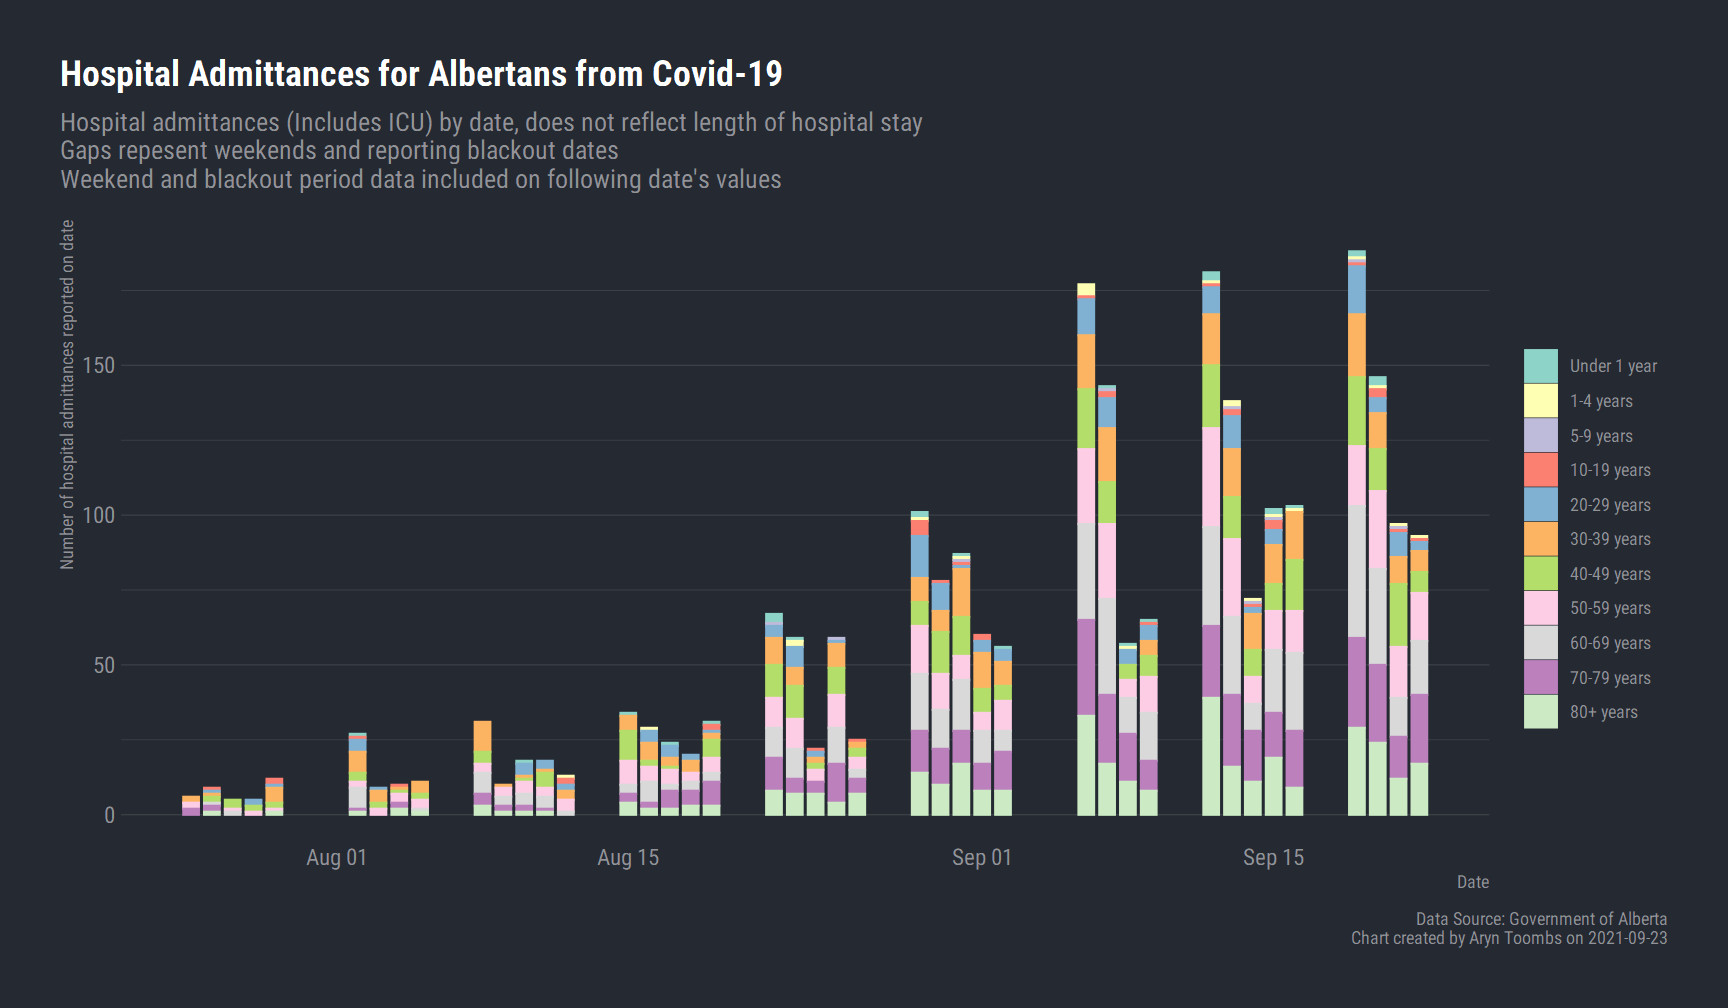 Hospital Admittances for Albertans from Covid-19
Hospital admittances (Includes ICU) by date, does not reflect length of hospital stay
Gaps repesent weekends and reporting blackout dates
Weekend and blackout period data included on following date's values
Number of hospital admittances reported on date
150
100
50
0
Aug 01
Aug 15
Sep 01
Sep 15
Date
Under 1 year
1-4 years
5-9 years
10-19 years
20-29 years
30-39 years
40-49 years
50-59 years
60-69 years
70-79 years
80+ years
Data Source: Government of Alberta
Chart created by Aryn Toombs on 2021-09-23